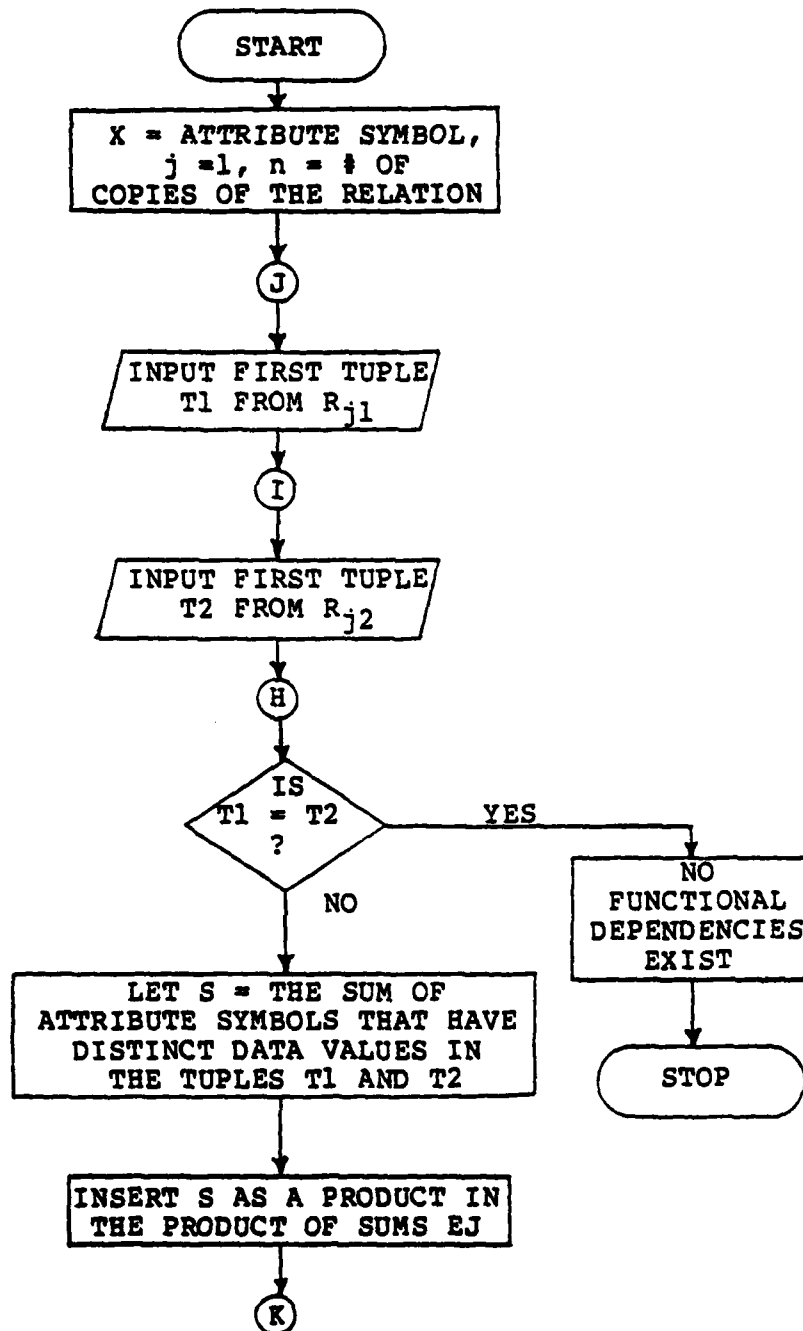 START
X = ATTRIBUTE SYMBOL,
j =1, n = # OF
COPIES OF THE RELATION
J
INPUT FIRST TUPLE
T1 FROM Rj1
I
INPUT FIRST TUPLE
T2 FROM Rj2
H
IS
T1 = T2
?
YES
NO
NO
FUNCTIONAL
DEPENDENCIES
EXIST
LET S = THE SUM OF
ATTRIBUTE SYMBOLS THAT HAVE
DISTINCT DATA VALUES IN
THE TUPLES T1 AND T2
STOP
INSERT S AS A PRODUCT IN
THE PRODUCT OF SUMS EJ
K